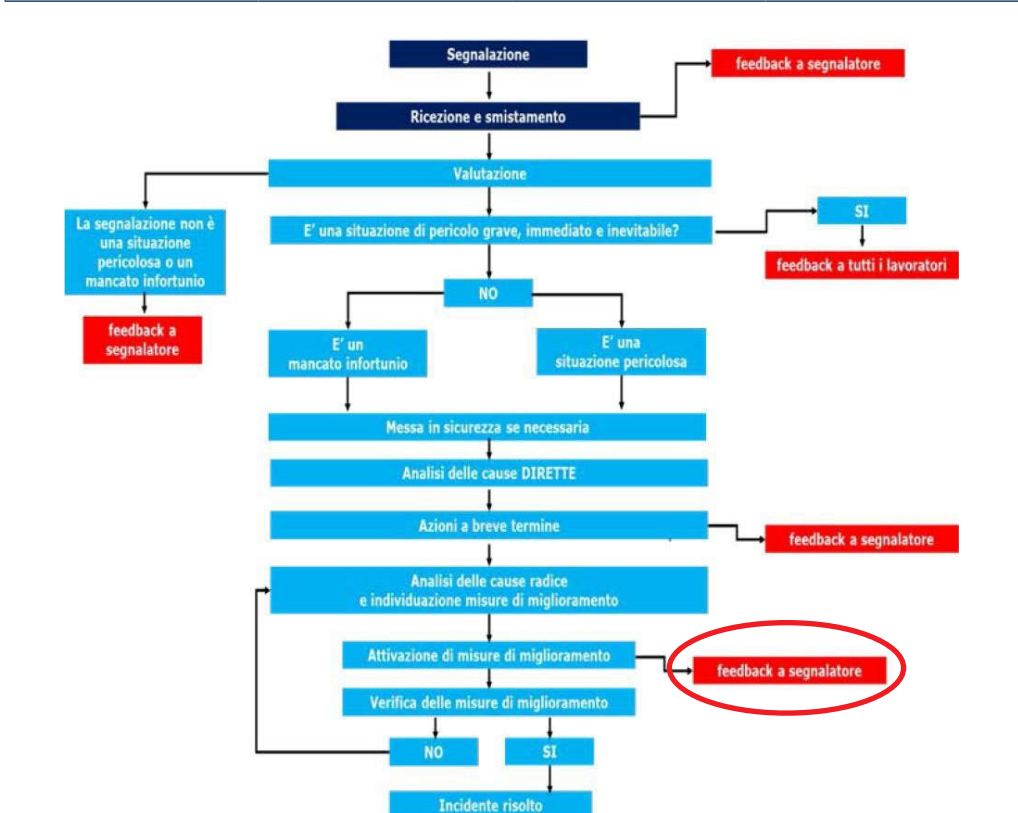 Segnalazione
feedback a segnalatore
Ricezione e smistamento
Valutazione
La segnalazione non è
una situazione
pericolosa o un
mancato infortunio
E' una situazione di pericolo grave, immediato e inevitabile?
SI
feedback a tutti i lavoratori
NO
feedback a
segnalatore
E' un
mancato infortunio
E' una
situazione pericolosa
Messa in sicurezza se necessaria
Analisi delle cause DIRETTE
Azioni a breve termine
feedback a segnalatore
Analisi delle cause radice
e individuazione misure di miglioramento
Attivazione di misure di miglioramento
feedback a segnalatore
Verifica delle misure di miglioramento
NO
SI
Incidente risolto